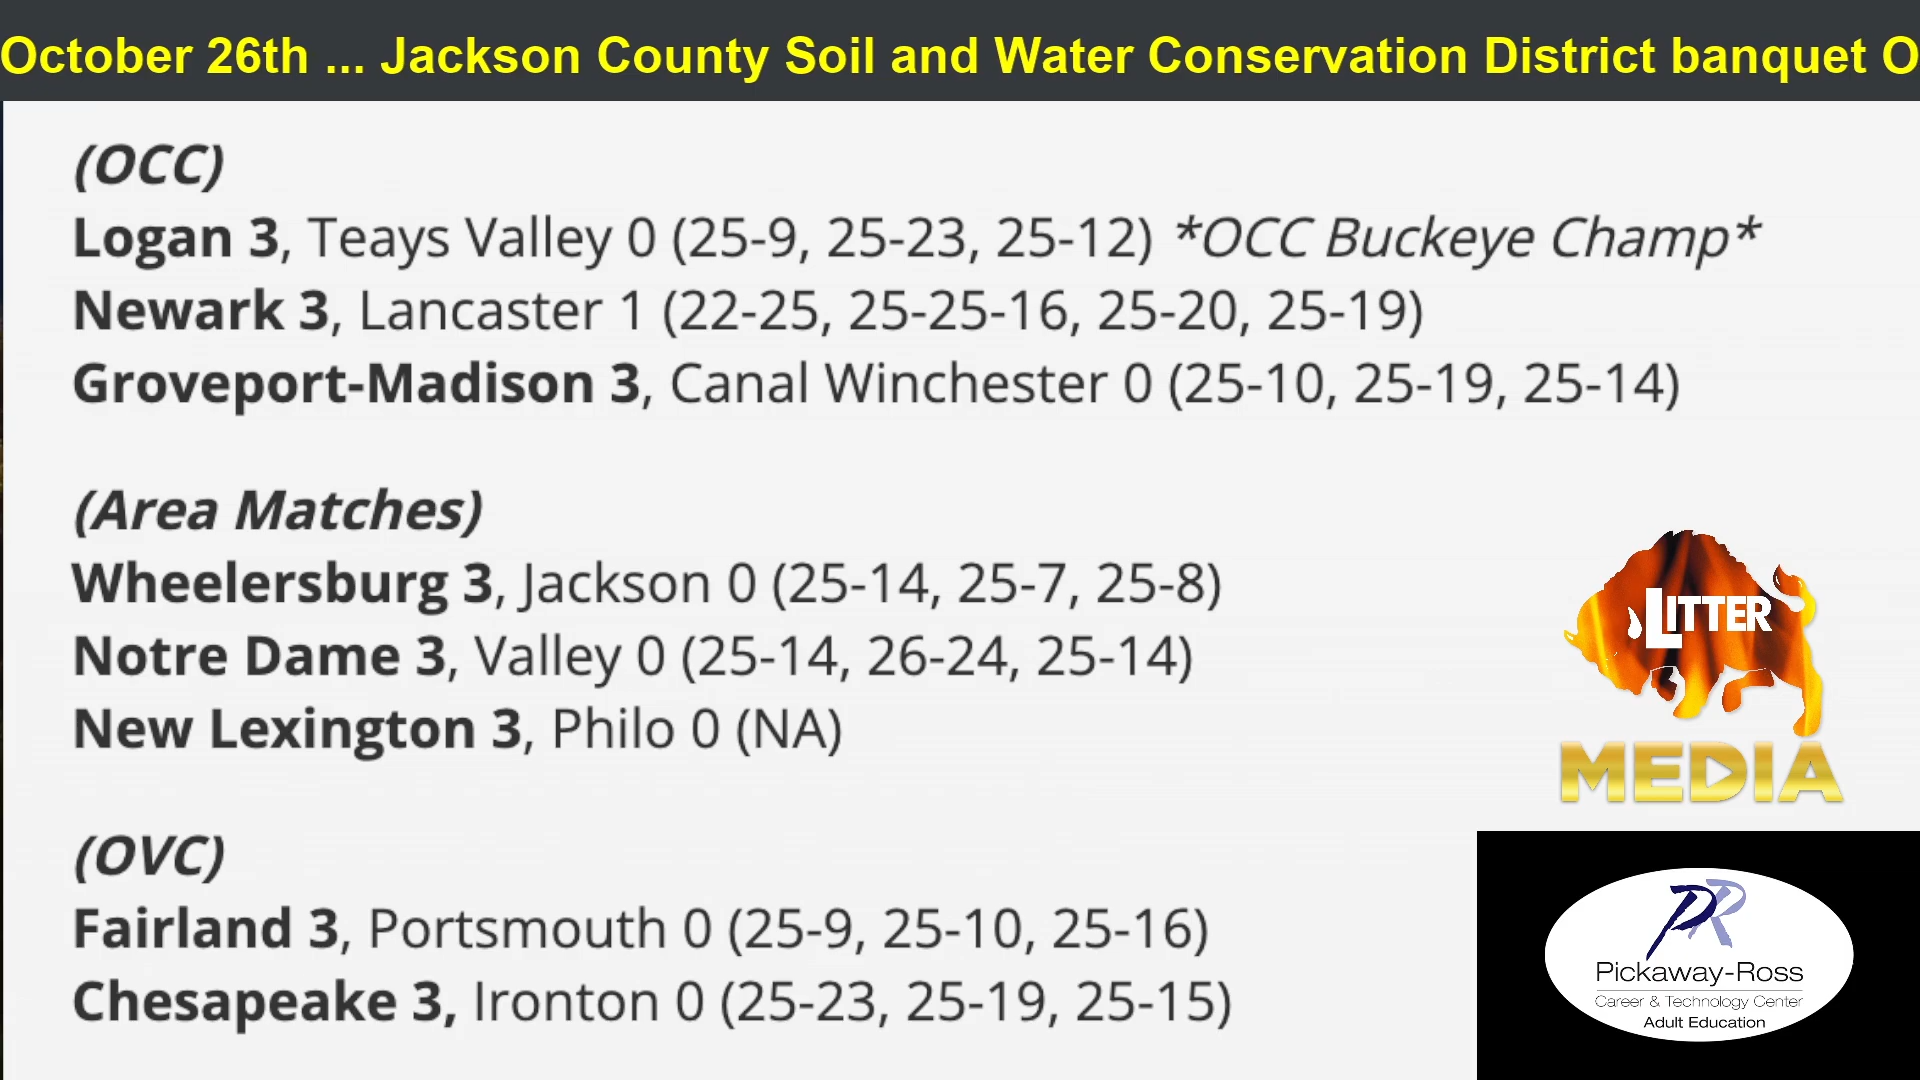 October 26th ... Jackson County Soil and Water Conservation District banquet O
(OCC)
Logan 3, Teays Valley 0 (25-9, 25-23, 25-12) *OCC Buckeye Champ*
Newark 3, Lancaster 1 (22-25, 25-25-16, 25-20, 25-19)
Groveport-Madison 3, Canal Winchester 0 (25-10, 25-19, 25-14)
(Area Matches)
Wheelersburg 3, Jackson 0 (25-14, 25-7, 25-8)
Notre Dame 3, Valley 0 (25-14, 26-24, 25-14)
New Lexington 3, Philo 0 (NA)
(OVC)
Fairland 3, Portsmouth 0 (25-9, 25-10, 25-16)
Chesapeake 3, Ironton 0 (25-23, 25-19, 25-15)
LITTER
MEDIA
PR
Pickaway-Ross
Career & Technology Center
Adult Education